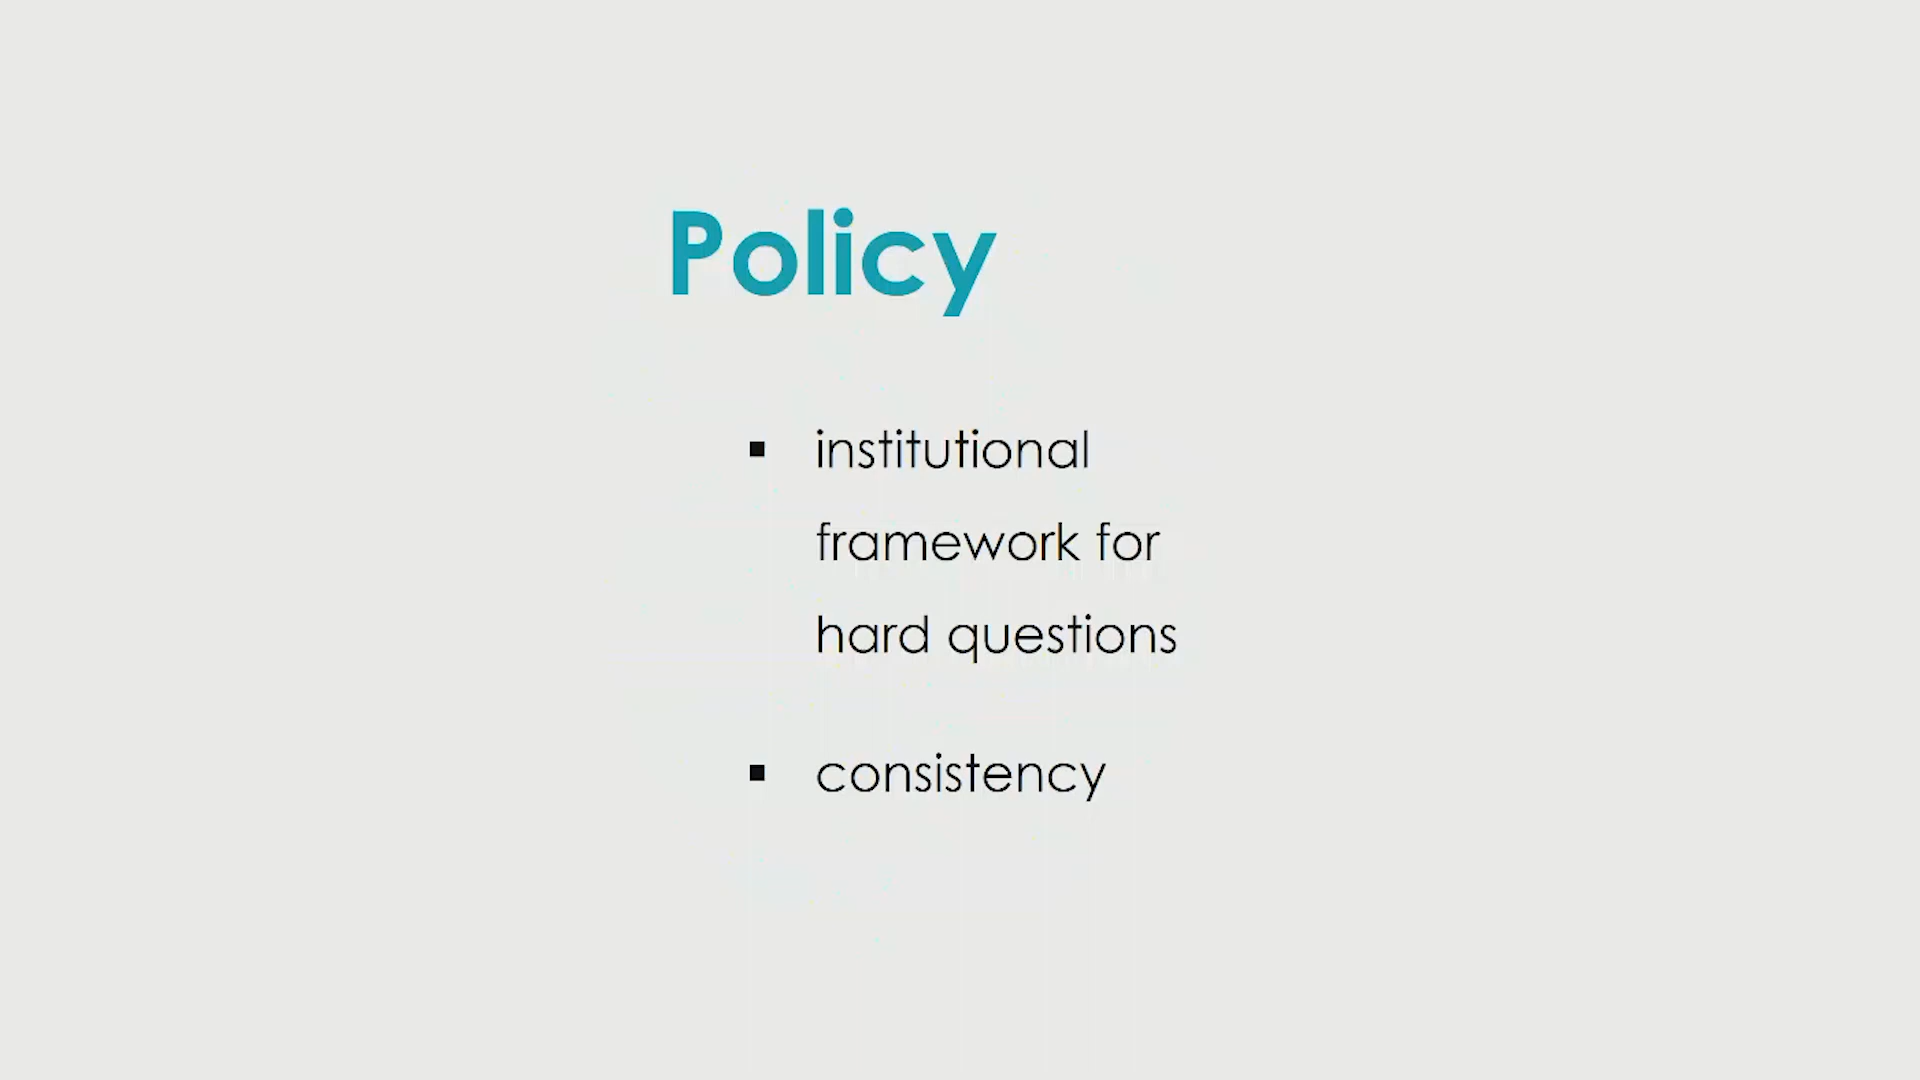 Policy
▪ institutional
framework for
hard questions
▪ consistency